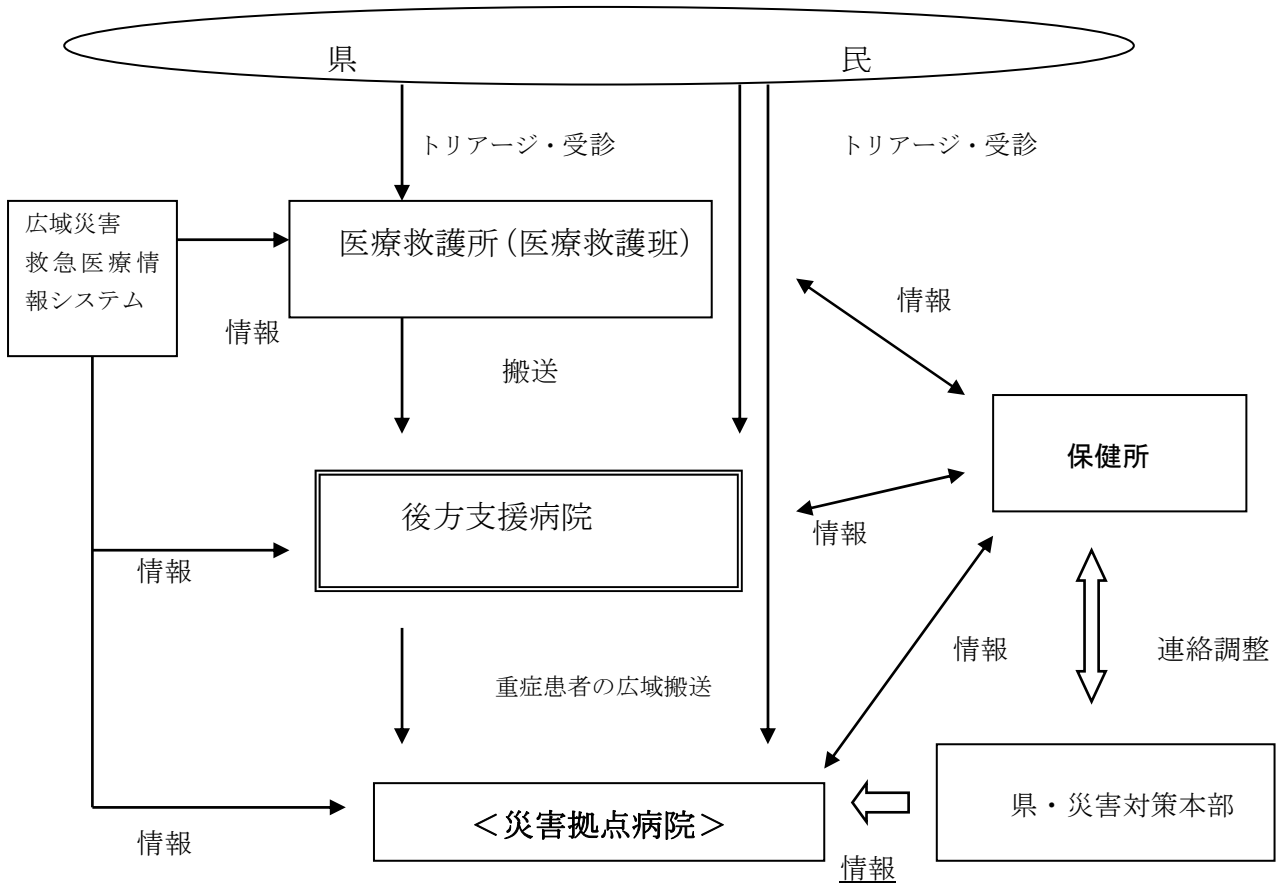 県　民
トリアージ・受診
トリアージ・受診
広域災害
救急医療情
報システム
医療救護所（医療救護班）
情報
情報
搬送
保健所
後方支援病院
情報
情報
情報
連絡調整
重症患者の広域搬送
県・災害対策本部
＜災害拠点病院＞
情報
情報